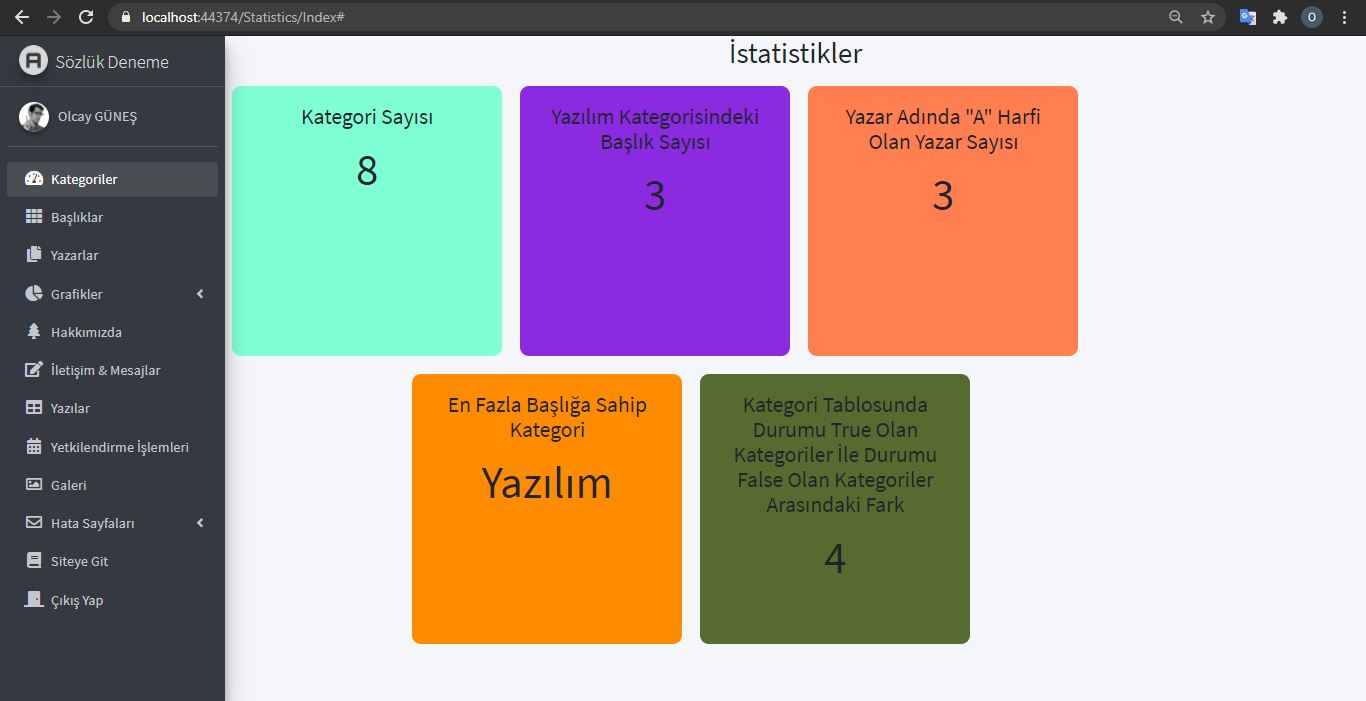 localhost:44374/Statistics/Index#
O
Sözlük Deneme
Olcay GÜNEŞ
Kategoriler
Başlıklar
Yazarlar
Grafikler
Hakkımızda
İletişim & Mesajlar
Yazılar
Yetkilendirme İşlemleri
Galeri
Hata Sayfaları
Siteye Git
Çıkış Yap
İstatistikler
Kategori Sayısı
8
Yazılım Kategorisindeki
Başlık Sayısı
3
Yazar Adında "A" Harfi
Olan Yazar Sayısı
3
En Fazla Başlığa Sahip
Kategori
Yazılım
Kategori Tablosunda
Durumu True Olan
Kategoriler İle Durumu
False Olan Kategoriler
Arasındaki Fark
4